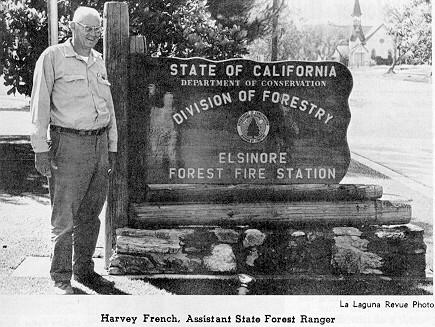 STATE OF CALIFORNIA
DEPARTMENT OF CONSERVATION
DIVISION OF FORESTRY
ELSINORE
FOREST FIRE STATION
La Laguna Revue Photo
Harvey French, Assistant State Forest Ranger